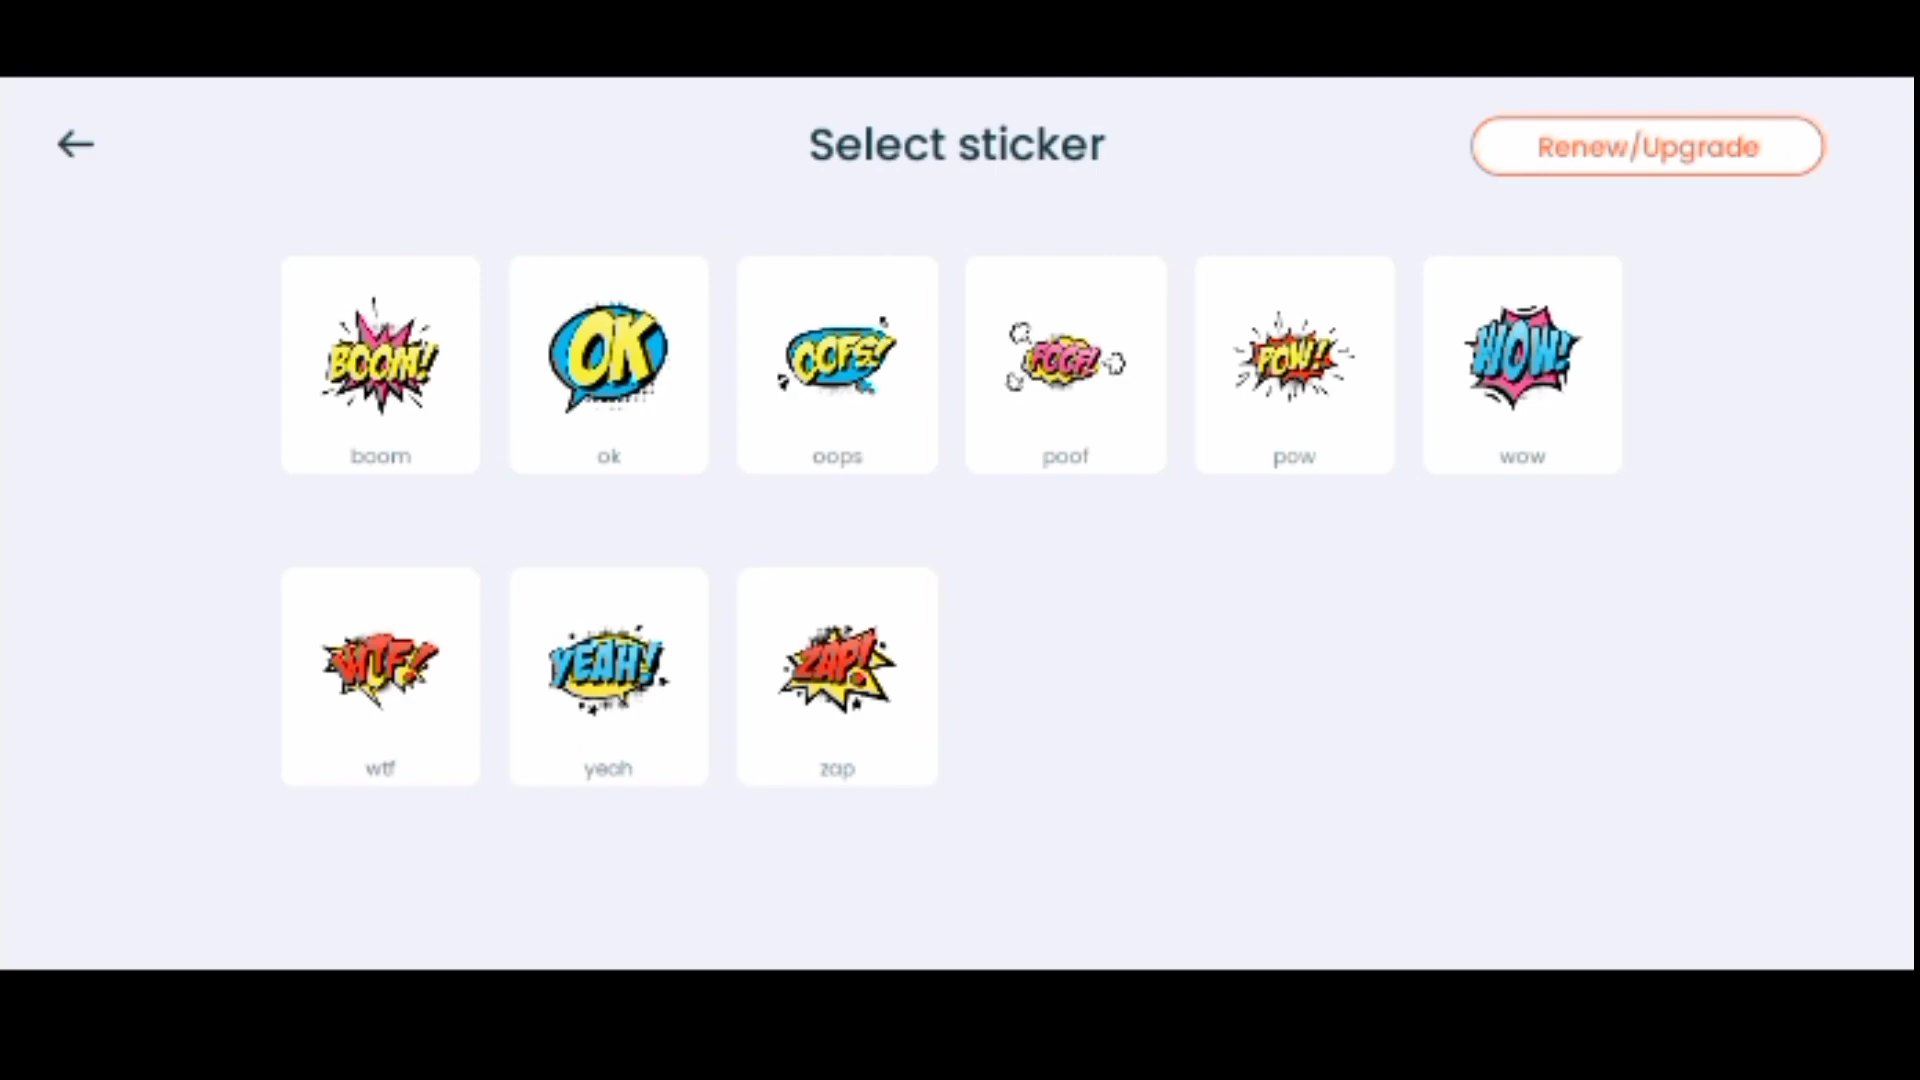 Select sticker
Renew/Upgrade
BOOM!
OK
OOPS!
POOF!
POW!
WOW!
boom
ok
oops
poof
pow
wow
WTF!
YEAH!
ZAP!
wtf
yeah
zap